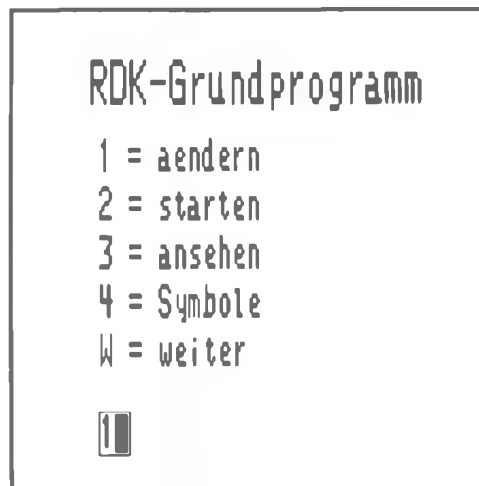 RDK-Grundprogramm
1 = aendern
2 = starten
3 = ansehen
4 = Symbole
W = weiter
1